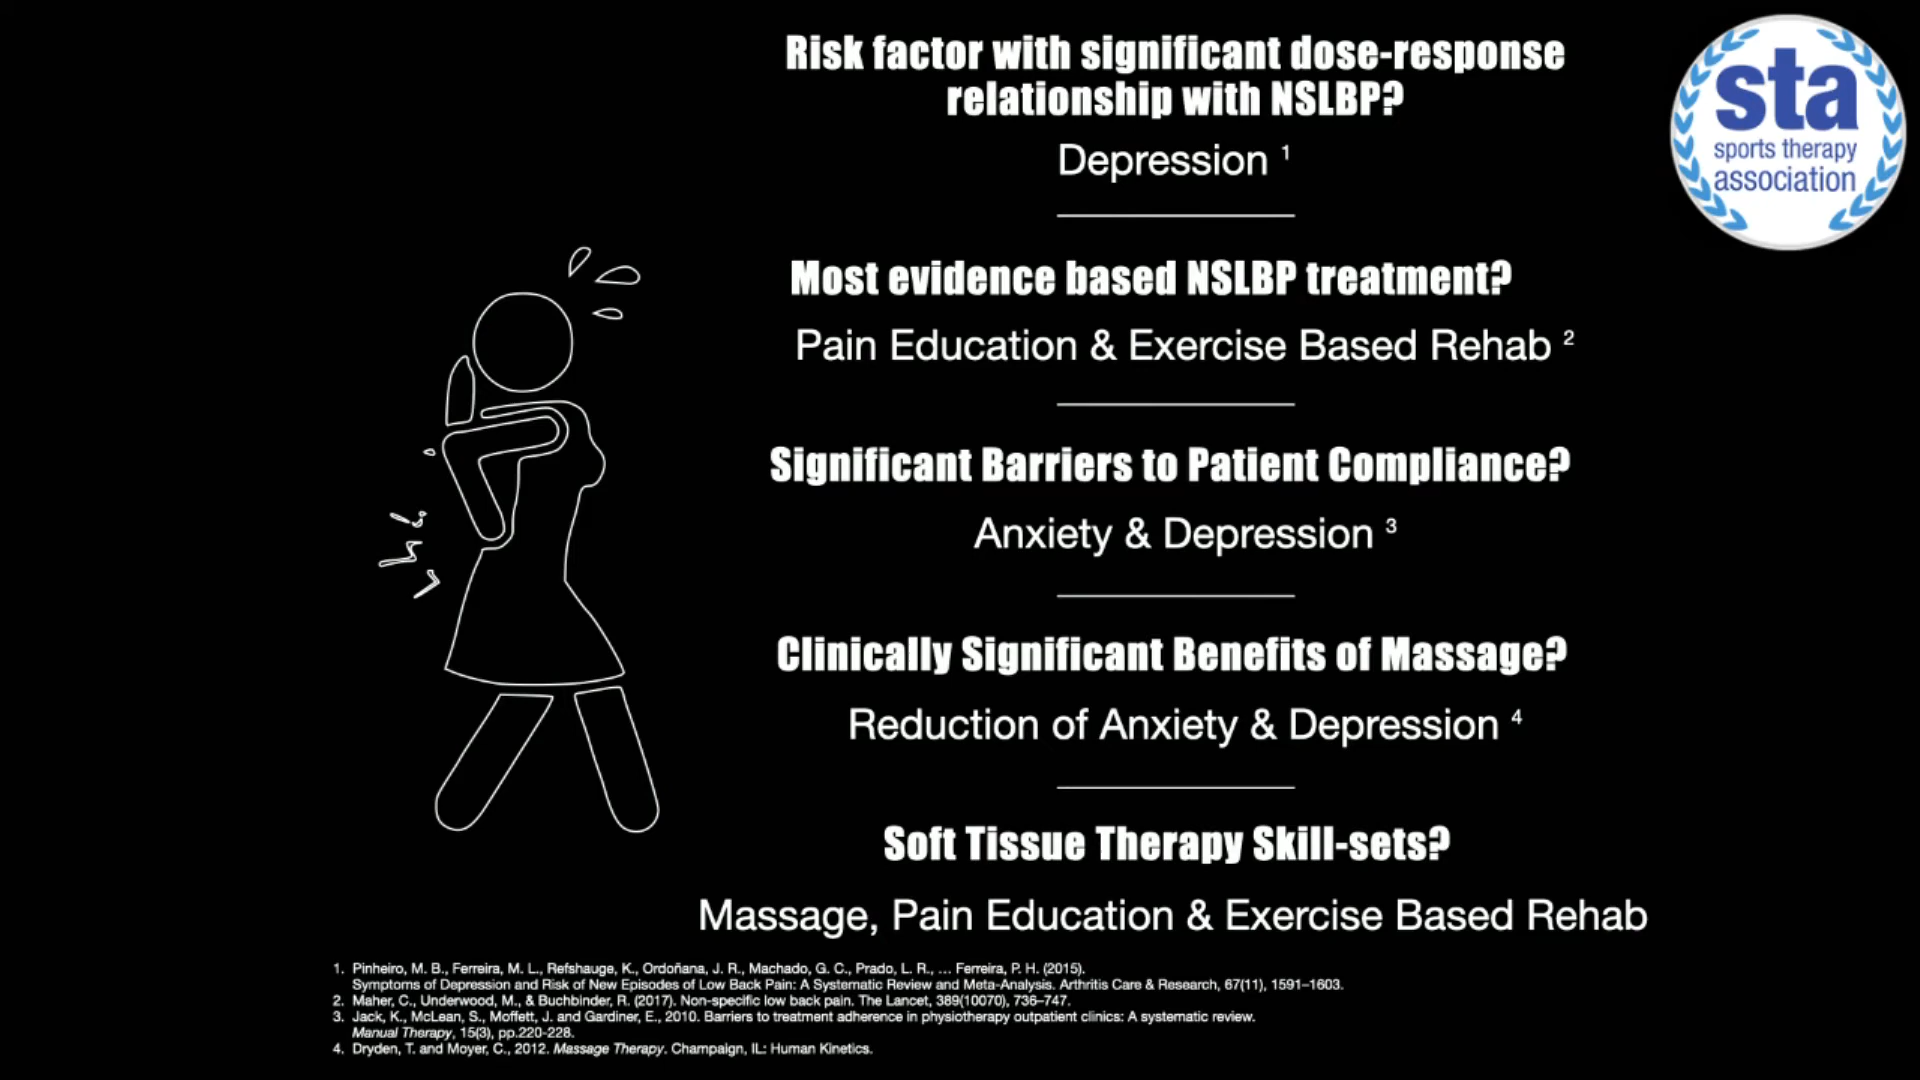 Risk factor with significant dose-response
relationship with NSLBP?
Depression 1
sta
sports therapy
association
Most evidence based NSLBP treatment?
Pain Education & Exercise Based Rehab 2
Significant Barriers to Patient Compliance?
Anxiety & Depression 3
Clinically Significant Benefits of Massage?
Reduction of Anxiety & Depression 4
Soft Tissue Therapy Skill-sets?
Massage, Pain Education & Exercise Based Rehab
1. Pinheiro, M. B., Ferreira, M. L., Refshauge, K., Ordoñana, J. R., Machado, G. C., Prado, L. R., ... Ferreira, P. H. (2015).
Symptoms of Depression and Risk of New Episodes of Low Back Pain: A Systematic Review and Meta-Analysis. Arthritis Care & Research, 67(11), 1591–1603.
2. Maher, C., Underwood, M., & Buchbinder, R. (2017). Non-specific low back pain. The Lancet, 389(10070), 736–747.
3. Jack, K., McLean, S., Moffett, J. and Gardiner, E., 2010. Barriers to treatment adherence in physiotherapy outpatient clinics: A systematic review.
Manual Therapy, 15(3), pp.220-228.
4. Dryden, T. and Moyer, C., 2012. Massage Therapy. Champaign, IL: Human Kinetics.